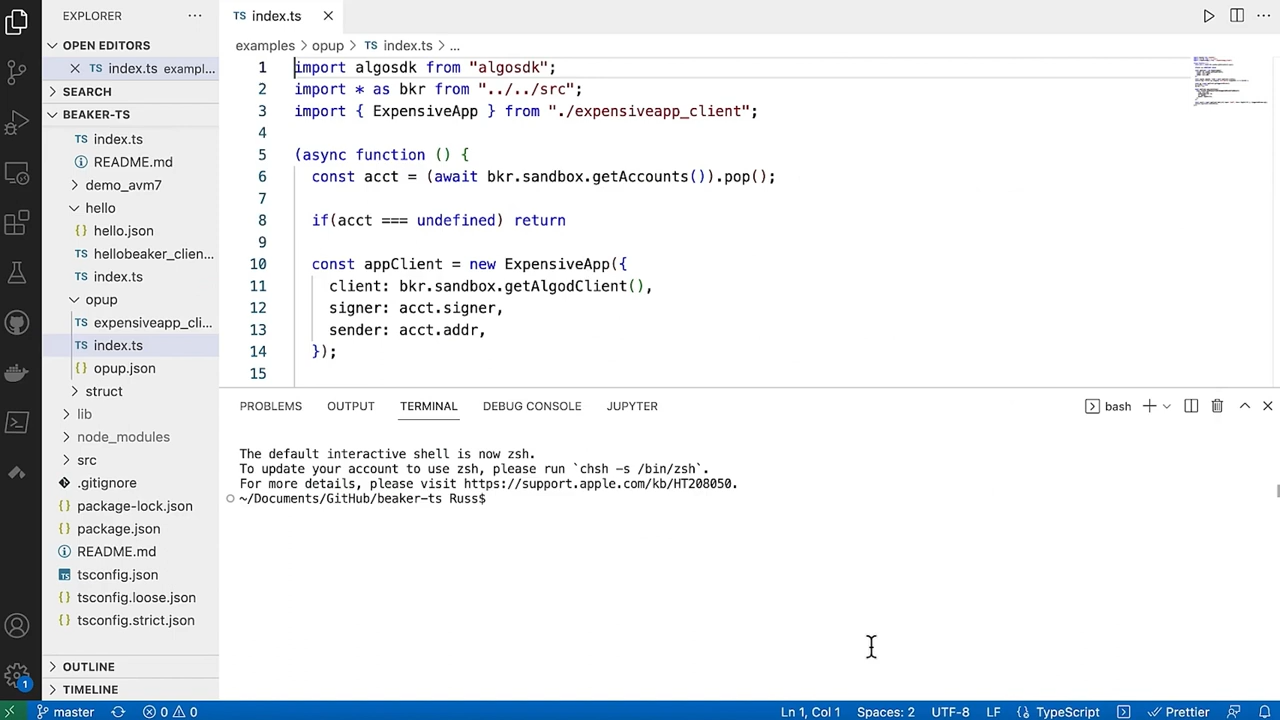 EXPLORER
OPEN EDITORS
index.ts exampl...
SEARCH
BEAKER-TS
index.ts
README.md
demo_avm7
hello
hello.json
hellobeaker_clien...
index.ts
opup
expensiveapp_cli...
index.ts
opup.json
struct
lib
node_modules
src
.gitignore
package-lock.json
package.json
README.md
tsconfig.json
tsconfig.loose.json
tsconfig.strict.json
OUTLINE
TIMELINE
TS index.ts
examples > opup > TS index.ts > ...
1 import algosdk from "algosdk";
2 import * as bkr from "../../src";
3 import { ExpensiveApp } from "./expensiveapp_client";
4
5 (async function () {
6 const acct = (await bkr.sandbox.getAccounts()).pop();
7
8 if(acct === undefined) return
9
10 const appClient = new ExpensiveApp({
11 client: bkr.sandbox.getAlgodClient(),
12 signer: acct.signer,
13 sender: acct.addr,
14 });
15
PROBLEMS OUTPUT TERMINAL DEBUG CONSOLE JUPYTER bash
The default interactive shell is now zsh.
To update your account to use zsh, please run `chsh -s /bin/zsh`.
For more details, please visit https://support.apple.com/kb/HT208050.
~/Documents/GitHub/beaker-ts Russ$
1
master 0 0 Ln 1, Col 1 Spaces: 2 UTF-8 LF {} TypeScript Prettier